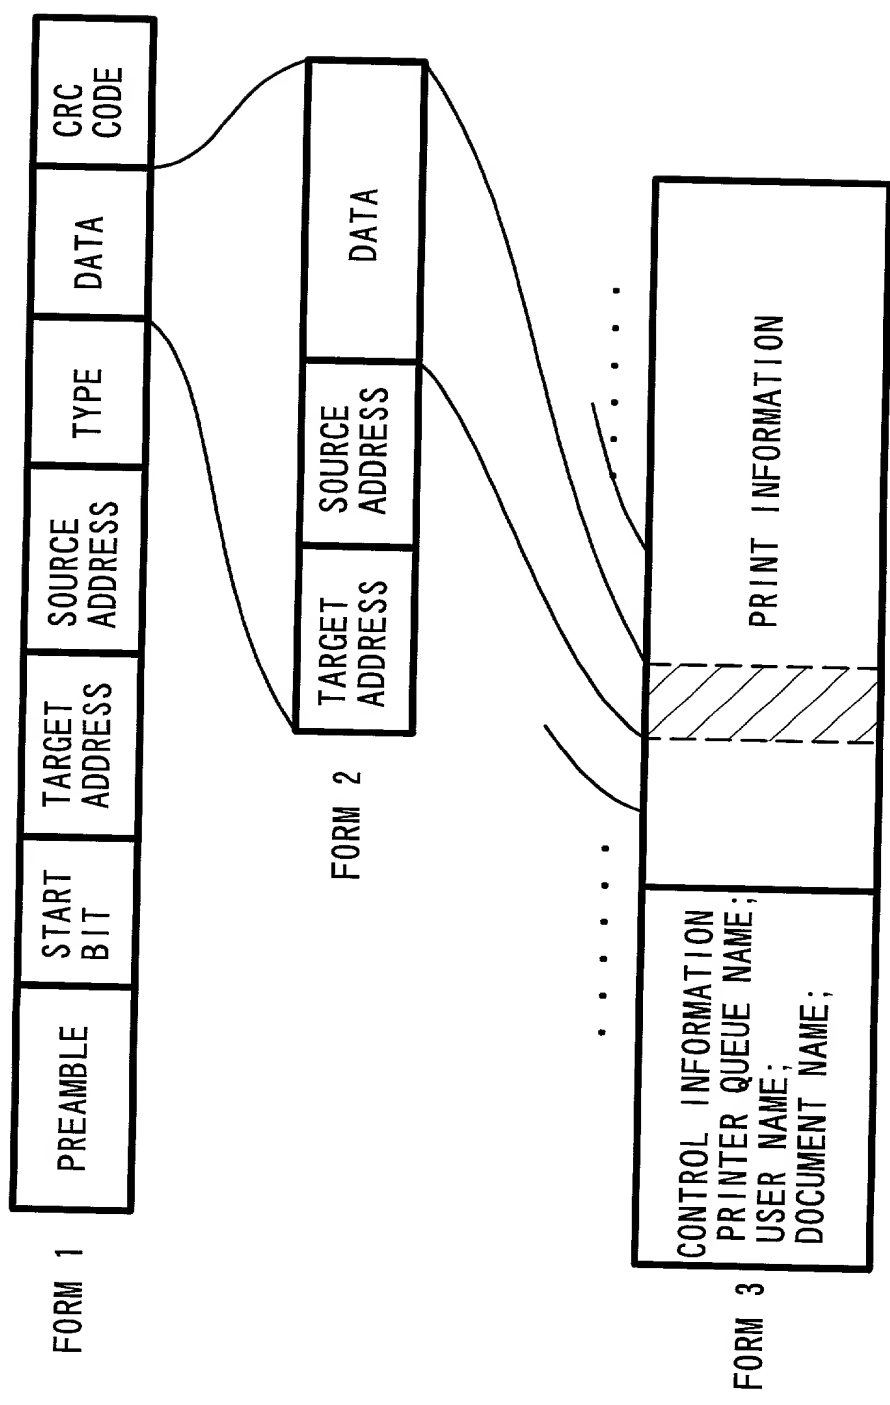 FORM 1
PREAMBLE
START
BIT
TARGET
ADDRESS
SOURCE
ADDRESS
TYPE
DATA
CRC
CODE
FORM 2
TARGET
ADDRESS
SOURCE
ADDRESS
DATA
FORM 3
CONTROL INFORMATION
PRINTER QUEUE NAME;
USER NAME;
DOCUMENT NAME;
PRINT INFORMATION